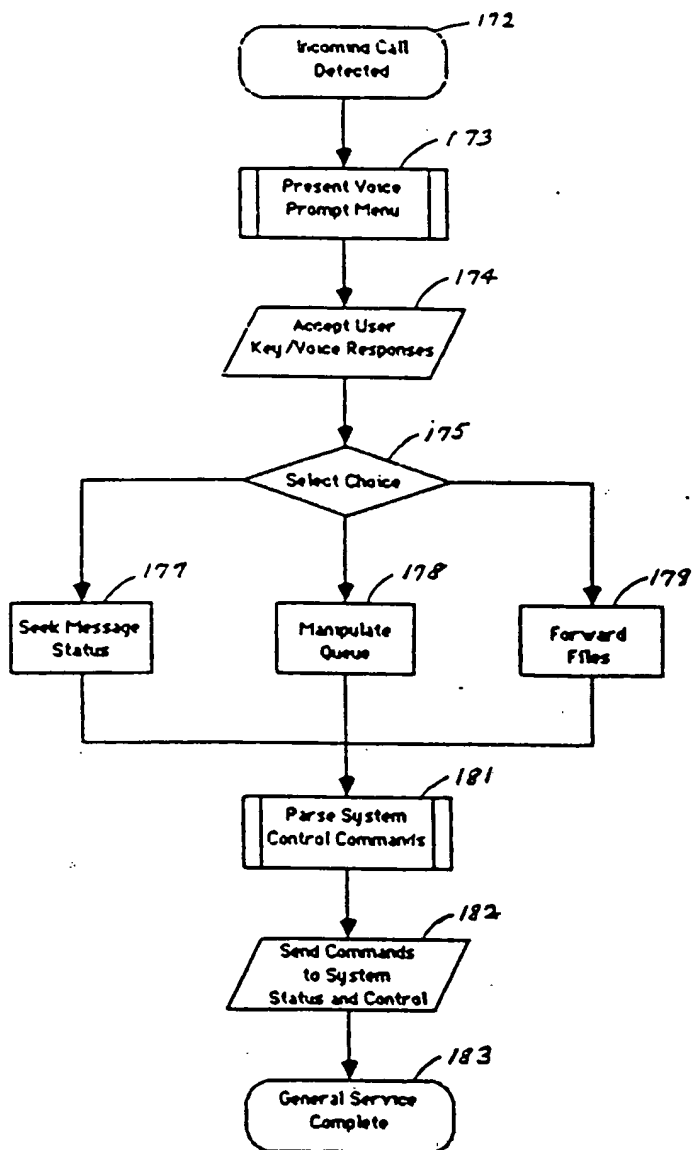 172
Incoming Call
Detected
173
Present Voice
Prompt Menu
174
Accept User
Key/Voice Responses
175
Select Choice
177
Seek Message
Status
178
Manipulate
Queue
179
Forward
Files
181
Parse System
Control Commands
182
Send Commands
to System
Status and Control
183
General Service
Complete